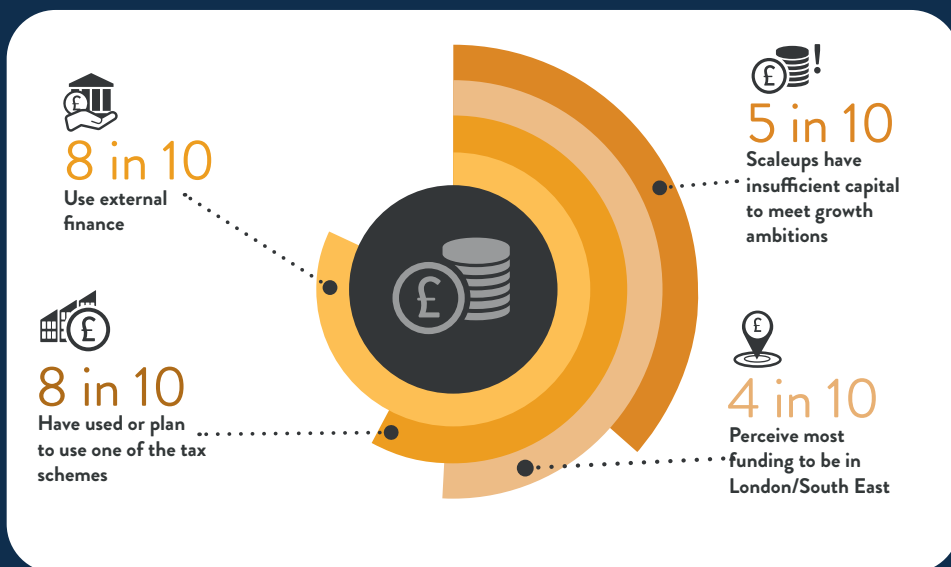 8 in 10
Use external
finance
8 in 10
Have used or plan
to use one of the tax
schemes
£
£
£
5 in 10
Scaleups have
insufficient capital
to meet growth
ambitions
£
£
4 in 10
Perceive most
funding to be in
London/South East